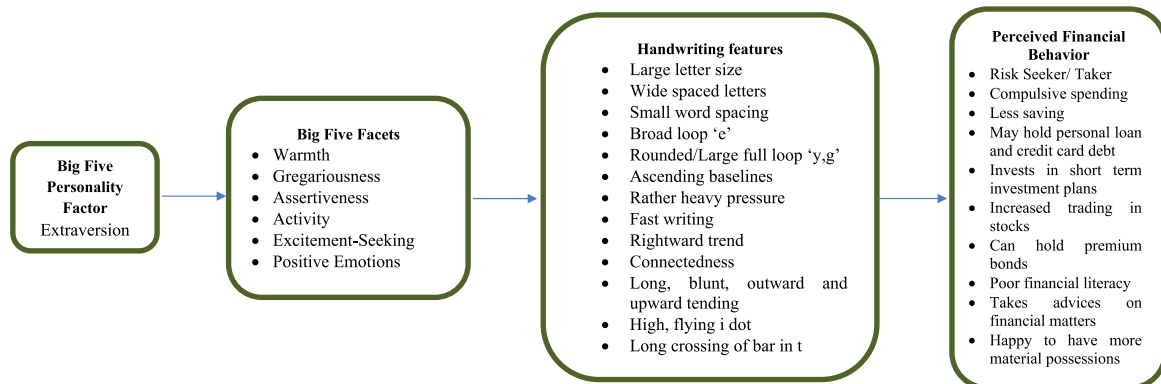 Big Five
Personality
Factor
Extraversion
Big Five Facets
• Warmth
• Gregariousness
• Assertiveness
• Activity
• Excitement-Seeking
• Positive Emotions
Handwriting features
• Large letter size
• Wide spaced letters
• Small word spacing
• Broad loop ‘e’
• Rounded/Large full loop ‘y,g’
• Ascending baselines
• Rather heavy pressure
• Fast writing
• Rightward trend
• Connectedness
• Long, blunt, outward and
upward tending
• High, flying i dot
• Long crossing of bar in t
Perceived Financial
Behavior
• Risk Seeker/ Taker
• Compulsive spending
• Less saving
• May hold personal loan
and credit card debt
• Invests in short term
investment plans
• Increased trading in
stocks
• Can hold premium
bonds
• Poor financial literacy
• Takes advices on
financial matters
• Happy to have more
material possessions